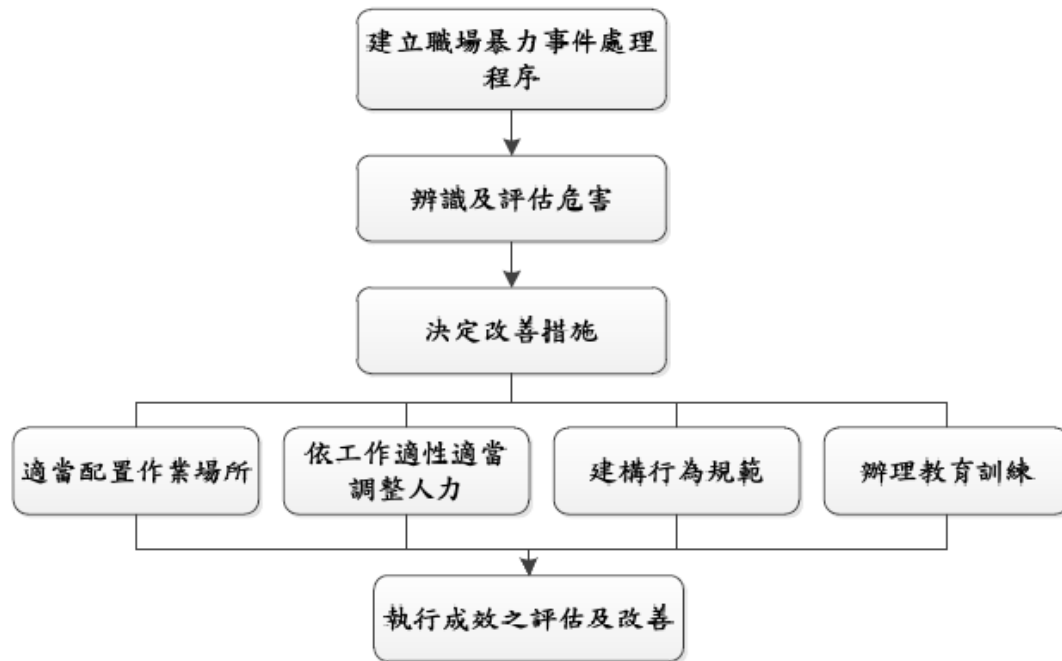 建立職場暴力事件處理
程序
辨識及評估危害
決定改善措施
適當配置作業場所
依工作適性適當
調整人力
建構行為規範
辦理教育訓練
執行成效之評估及改善